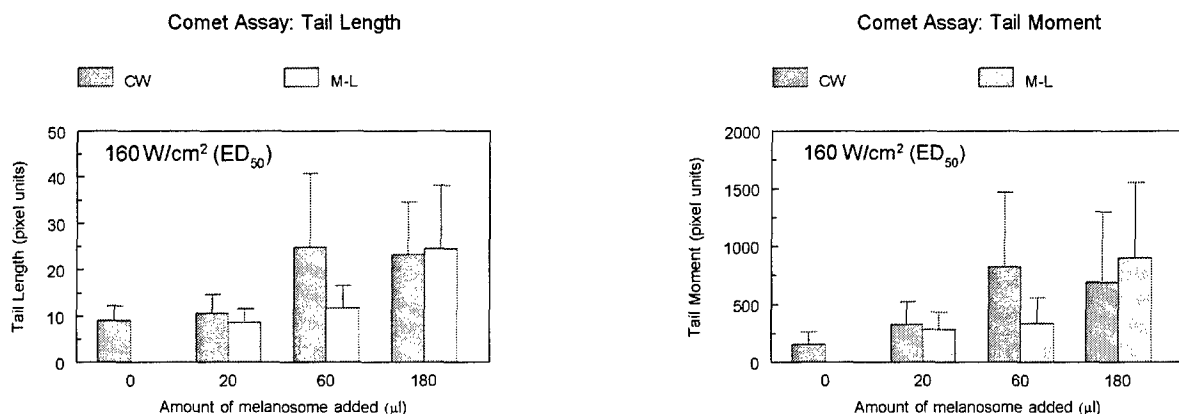 Comet Assay: Tail Length
CW
M-L
50
40
30
20
10
0
160 W/cm² (ED₅₀)
Tail Length (pixel units)
0
20
60
180
Amount of melanosome added (µl)
Comet Assay: Tail Moment
CW
M-L
2000
1500
1000
500
0
160 W/cm² (ED₅₀)
Tail Moment (pixel units)
0
20
60
180
Amount of melanosome added (µl)